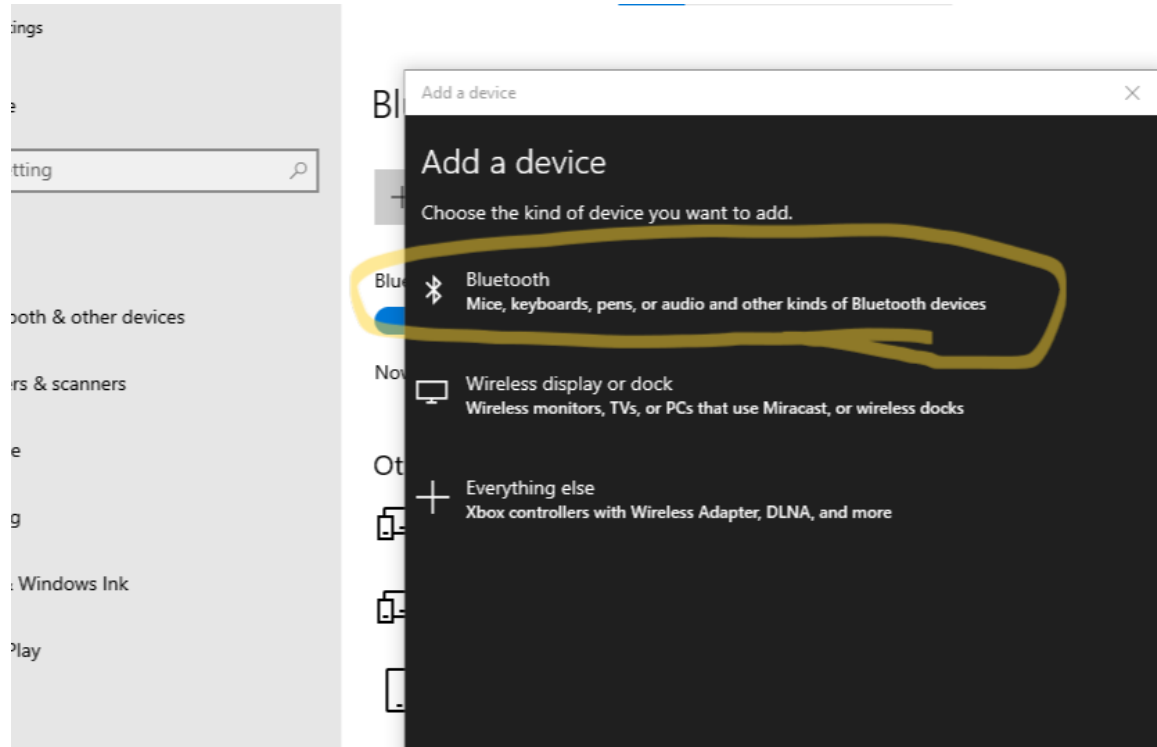 Add a device
Add a device
Choose the kind of device you want to add.
Bluetooth
Mice, keyboards, pens, or audio and other kinds of Bluetooth devices
Wireless display or dock
Wireless monitors, TVs, or PCs that use Miracast, or wireless docks
Everything else
Xbox controllers with Wireless Adapter, DLNA, and more
ings
e
tting
ooth & other devices
rs & scanners
e
g
Windows Ink
Play
Bl
Blue
Nov
Ot